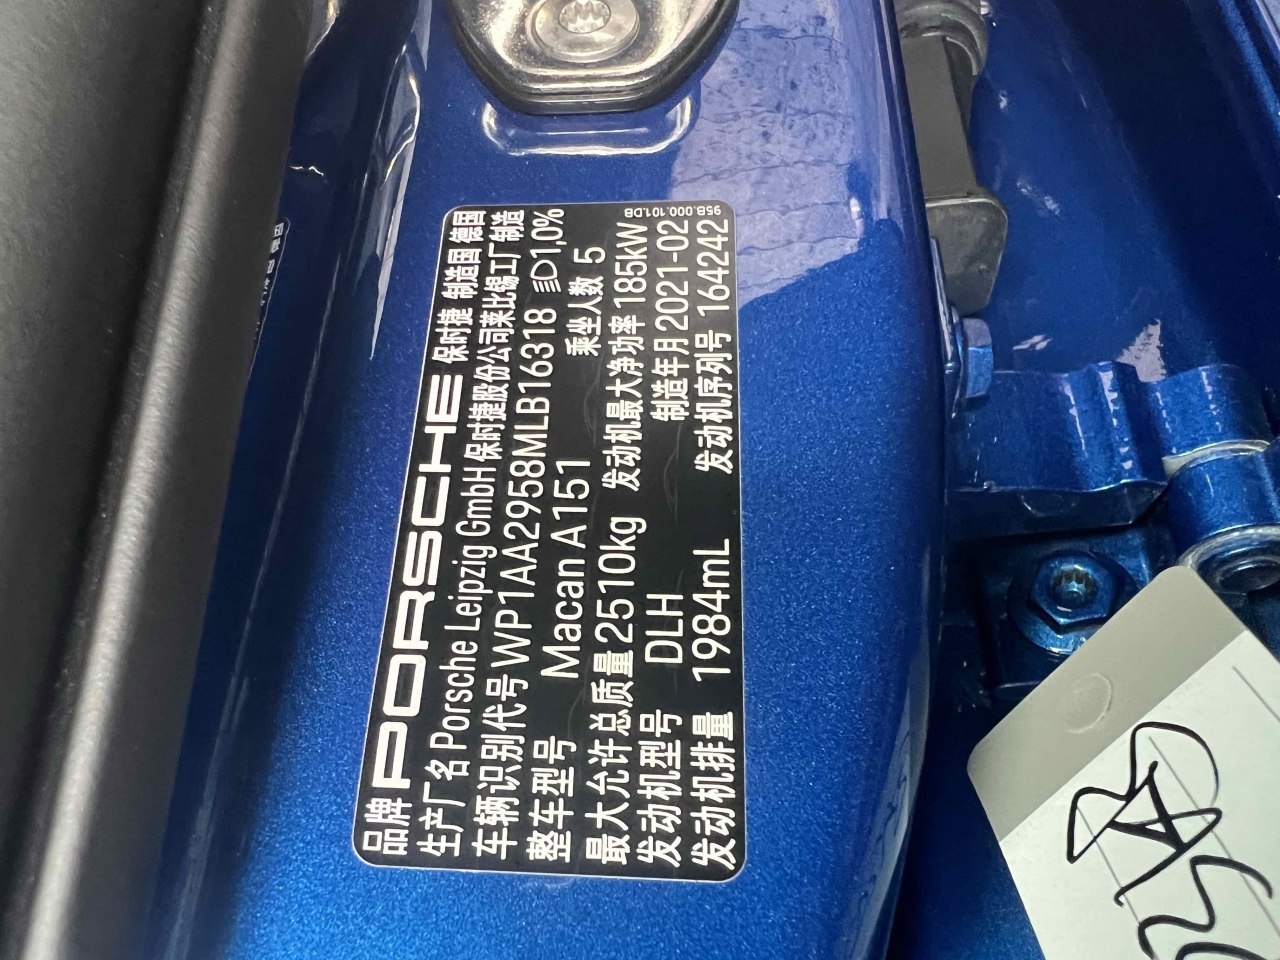 品牌 PORSCHE 保时捷 制造国 德国
生产厂名 Porsche Leipzig GmbH 保时捷股份公司莱比锡工厂制造
车辆识别代号 WP1AA2958MLB16318 1,0%
整车型号 Macan A151 乘坐人数 5
最大允许总质量 2510kg 发动机最大净功率 185kW
发动机型号 DLH 制造年月 2021-02
发动机排量 1984mL 发动机序列号 164242
95B.000.101.DB